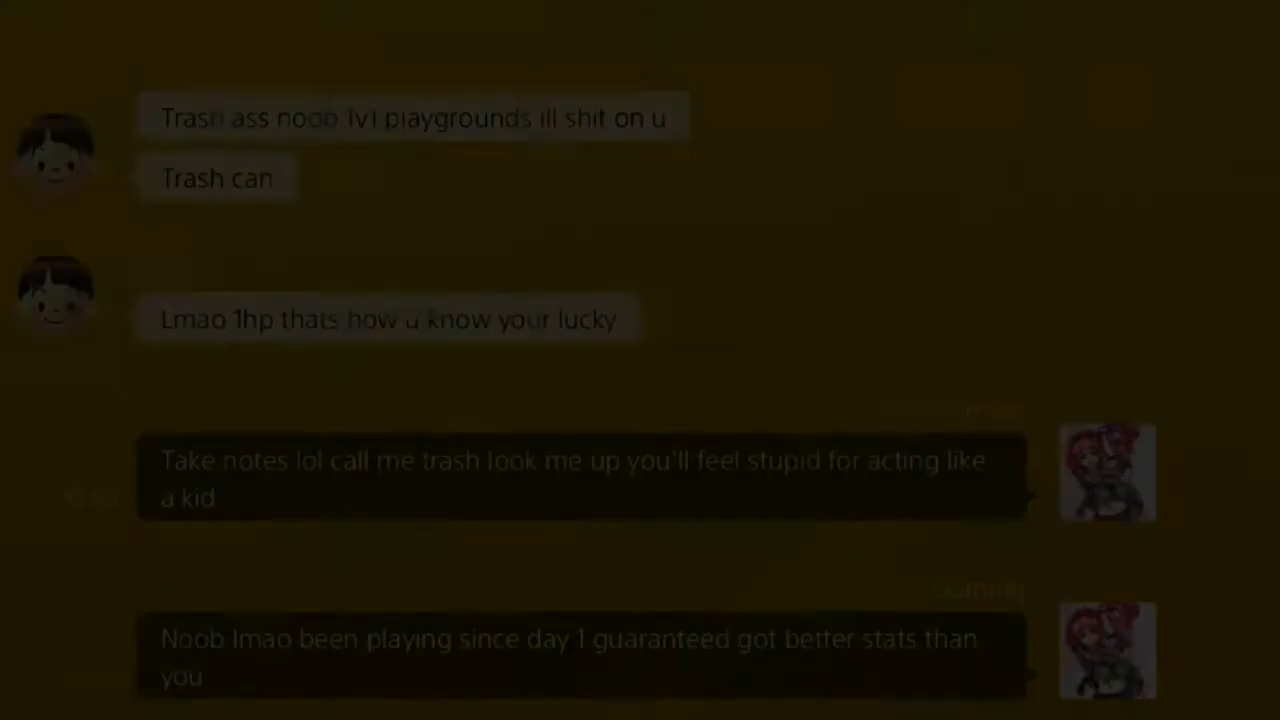 Trash ass noob 1v1 playgrounds ill shit on u
Trash can
Lmao 1hp thats how u know your lucky
Take notes lol call me trash look me up you'll feel stupid for acting like
a kid
Gaming
Noob lmao been playing since day 1 guaranteed got better stats than
you